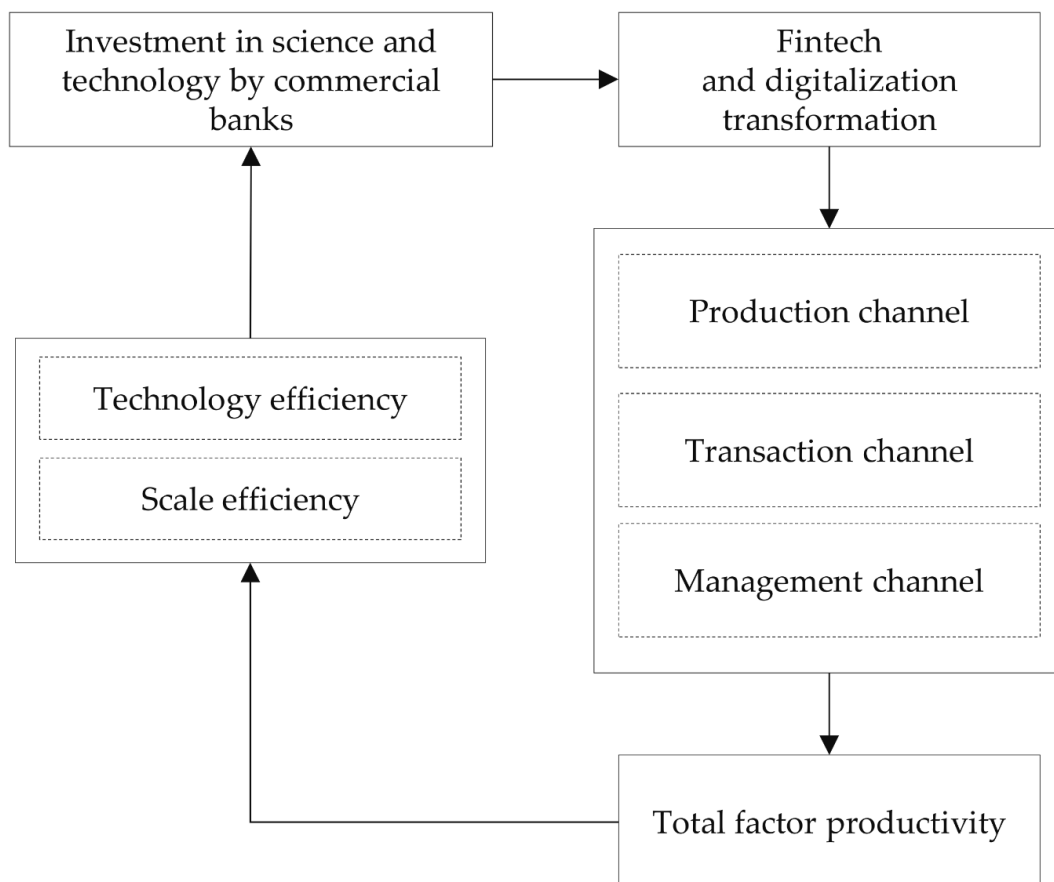 Investment in science and
technology by commercial
banks
Fintech
and digitalization
transformation
Production channel
Transaction channel
Management channel
Technology efficiency
Scale efficiency
Total factor productivity